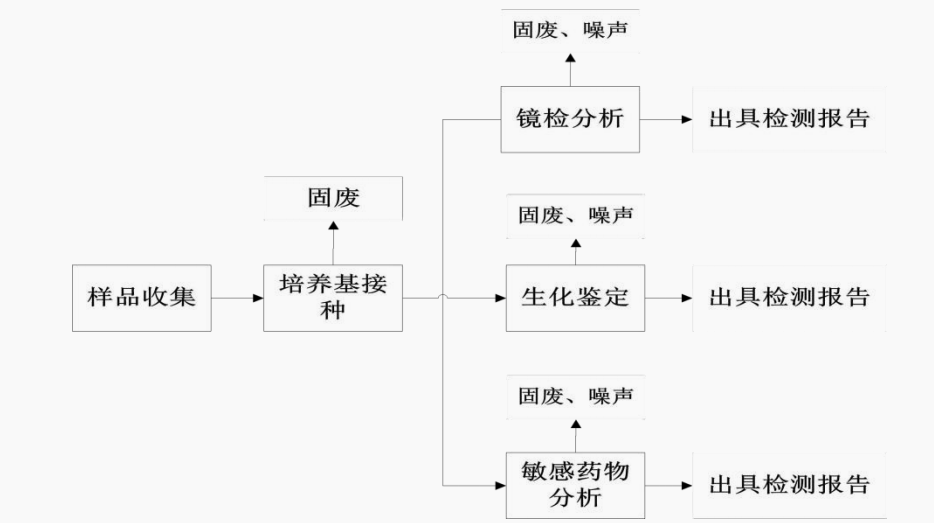 固废、噪声
镜检分析
出具检测报告
固废
固废、噪声
样品收集
培养基接
种
生化鉴定
出具检测报告
固废、噪声
敏感药物
分析
出具检测报告